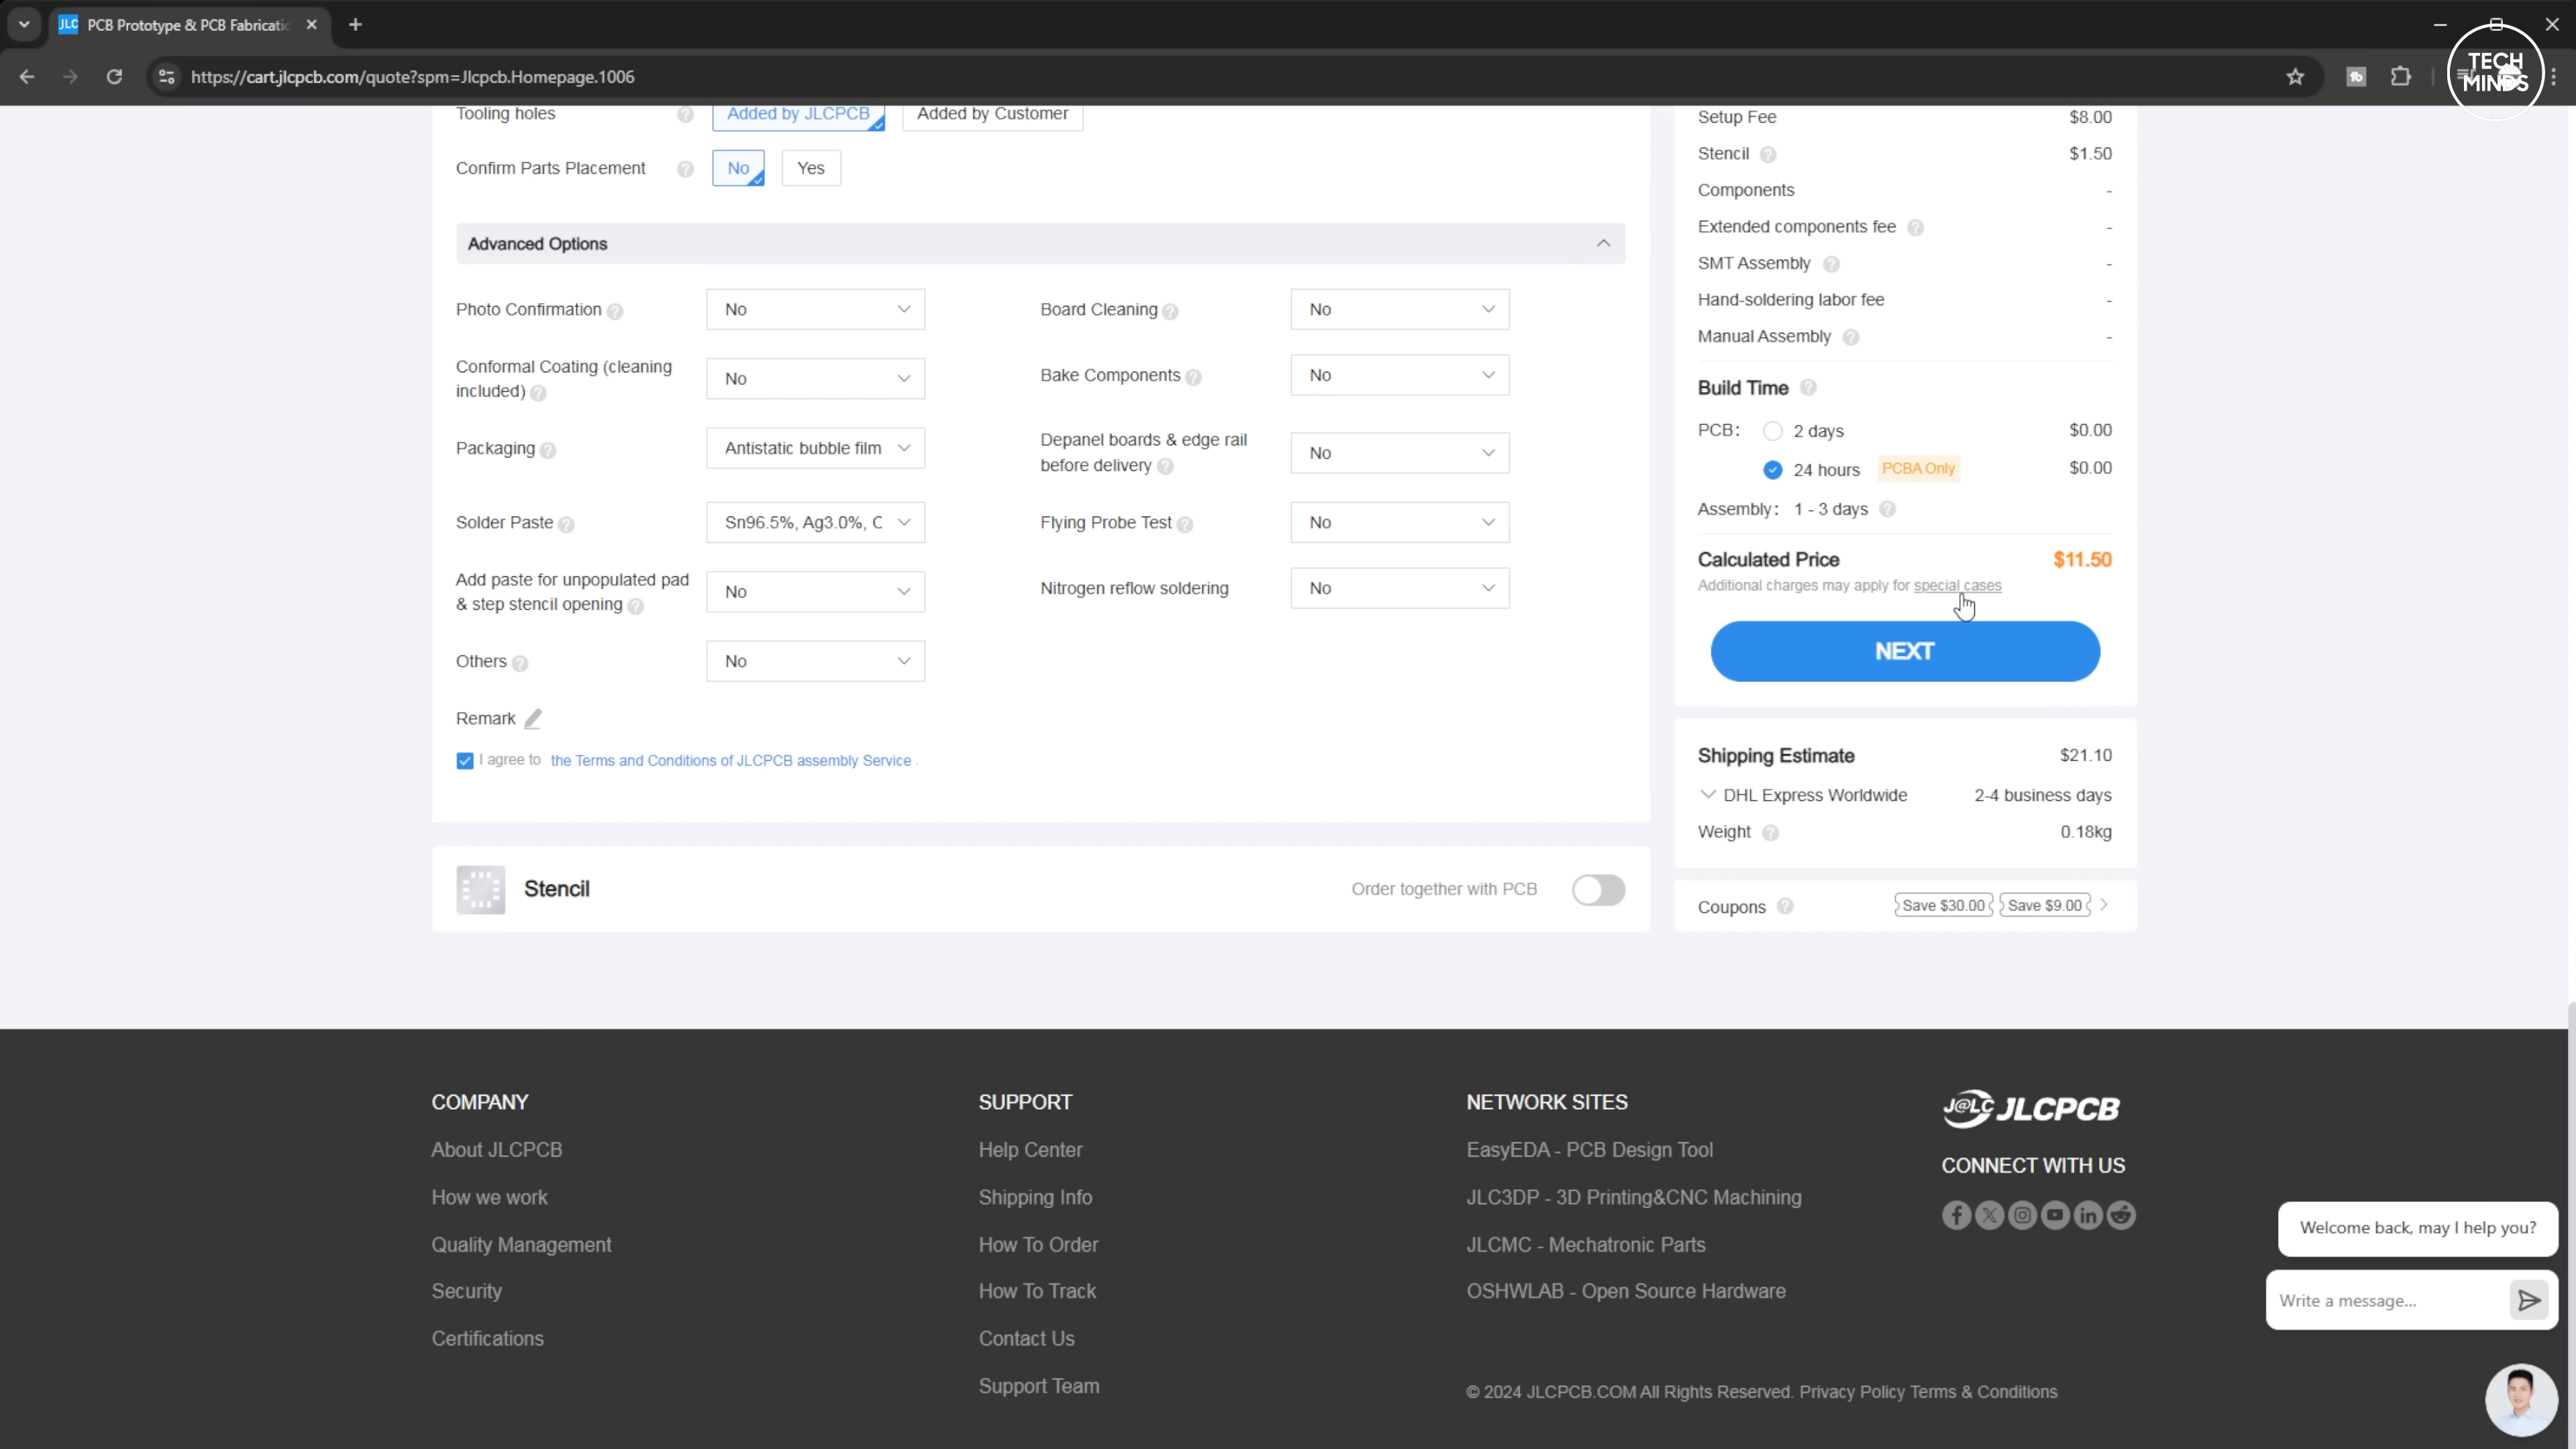 JLC PCB Prototype & PCB Fabricatic
https://cart.jlcpcb.com/quote?spm=Jlcpcb.Homepage.1006
TECH
MINDS
Tooling holes ? Added by JLCPCB Added by Customer
Confirm Parts Placement ? No Yes
Advanced Options
Photo Confirmation ? No
Board Cleaning ? No
Conformal Coating (cleaning
included) ? No
Bake Components ? No
Packaging ? Antistatic bubble film
Depanel boards & edge rail
before delivery ? No
Solder Paste ? Sn96.5%, Ag3.0%, C
Flying Probe Test ? No
Add paste for unpopulated pad
& step stencil opening ? No
Nitrogen reflow soldering No
Others ? No
Remark
I agree to the Terms and Conditions of JLCPCB assembly Service .
Stencil Order together with PCB
Setup Fee $8.00
Stencil ? $1.50
Components -
Extended components fee ? -
SMT Assembly ? -
Hand-soldering labor fee -
Manual Assembly ? -
Build Time ?
PCB: 2 days $0.00
24 hours PCBA Only $0.00
Assembly: 1 - 3 days ?
Calculated Price $11.50
Additional charges may apply for special cases
NEXT
Shipping Estimate $21.10
DHL Express Worldwide 2-4 business days
Weight ? 0.18kg
Coupons ? Save $30.00 Save $9.00
COMPANY
About JLCPCB
How we work
Quality Management
Security
Certifications
SUPPORT
Help Center
Shipping Info
How To Order
How To Track
Contact Us
Support Team
NETWORK SITES
EasyEDA - PCB Design Tool
JLC3DP - 3D Printing&CNC Machining
JLCMC - Mechatronic Parts
OSHWLAB - Open Source Hardware
© 2024 JLCPCB.COM All Rights Reserved. Privacy Policy Terms & Conditions
J@LC JLCPCB
CONNECT WITH US
Welcome back, may I help you?
Write a message...